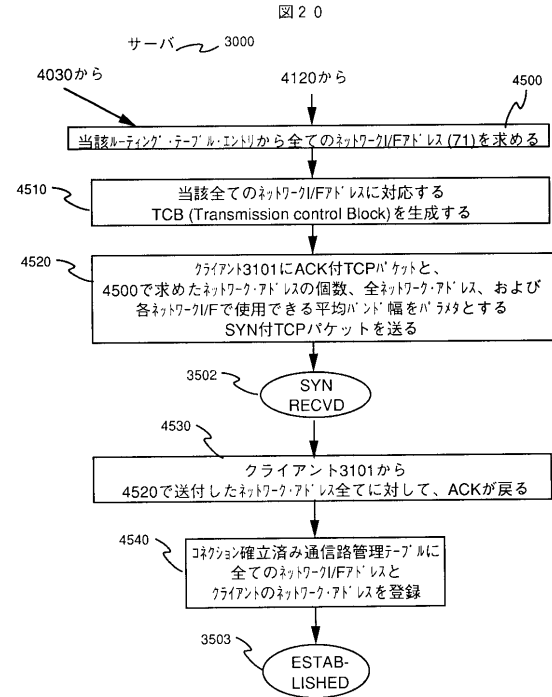 図20
サーバ 3000
4030から
4120から
4500
当該ルーティング・テーブル・エントリから全てのネットワークI/Fアドレス(71)を求める
4510
当該全てのネットワークI/Fアドレスに対応する
TCB (Transmission control Block)を生成する
4520
クライアント3101にACK付TCPパケットと、
4500で求めたネットワーク・アドレスの個数、全ネットワーク・アドレス、および
各ネットワークI/Fで使用できる平均バンド幅をパラメタとする
SYN付TCPパケットを送る
3502
SYN
RECVD
4530
クライアント3101から
4520で送付したネットワーク・アドレス全てに対して、ACKが戻る
4540
コネクション確立済み通信路管理テーブルに
全てのネットワークI/Fアドレスと
クライアントのネットワーク・アドレスを登録
3503
ESTAB-
LISHED